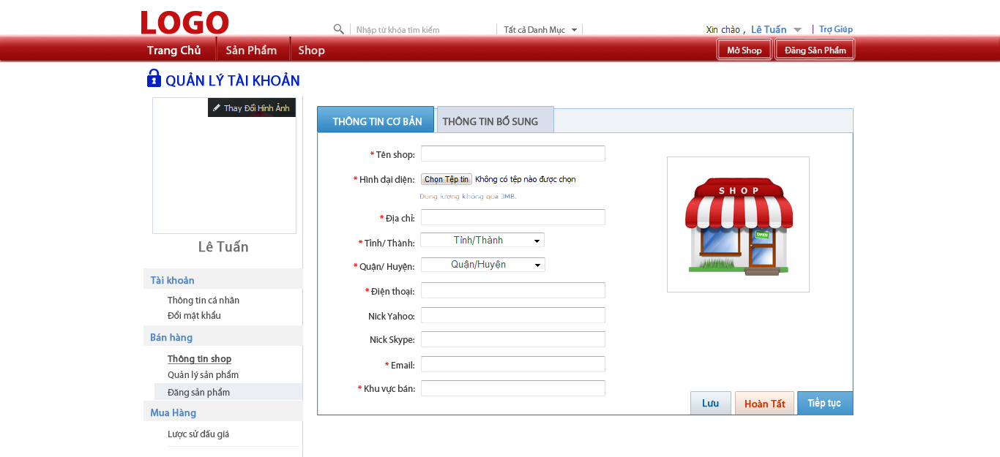 LOGO
Nhập từ khóa tìm kiếm
Tất cả Danh Mục
Xin chào , Lê Tuấn
Trợ Giúp
Trang Chủ
Sản Phẩm
Shop
Mở Shop
Đăng Sản Phẩm
QUẢN LÝ TÀI KHOẢN
Thay Đổi Hình Ảnh
Lê Tuấn
Tài khoản
Thông tin cá nhân
Đổi mật khẩu
Bán hàng
Thông tin shop
Quản lý sản phẩm
Đăng sản phẩm
Mua Hàng
Lược sử đấu giá
THÔNG TIN CƠ BẢN
THÔNG TIN BỔ SUNG
* Tên shop:
* Hình đại diện: Chọn Tệp tin Không có tệp nào được chọn
Dung lượng không quá 3MB.
* Địa chỉ:
* Tỉnh/ Thành: Tỉnh/Thành
* Quận/ Huyện: Quận/Huyện
* Điện thoại:
Nick Yahoo:
Nick Skype:
* Email:
* Khu vực bán:
SHOP
OPEN
Lưu
Hoàn Tất
Tiếp tục